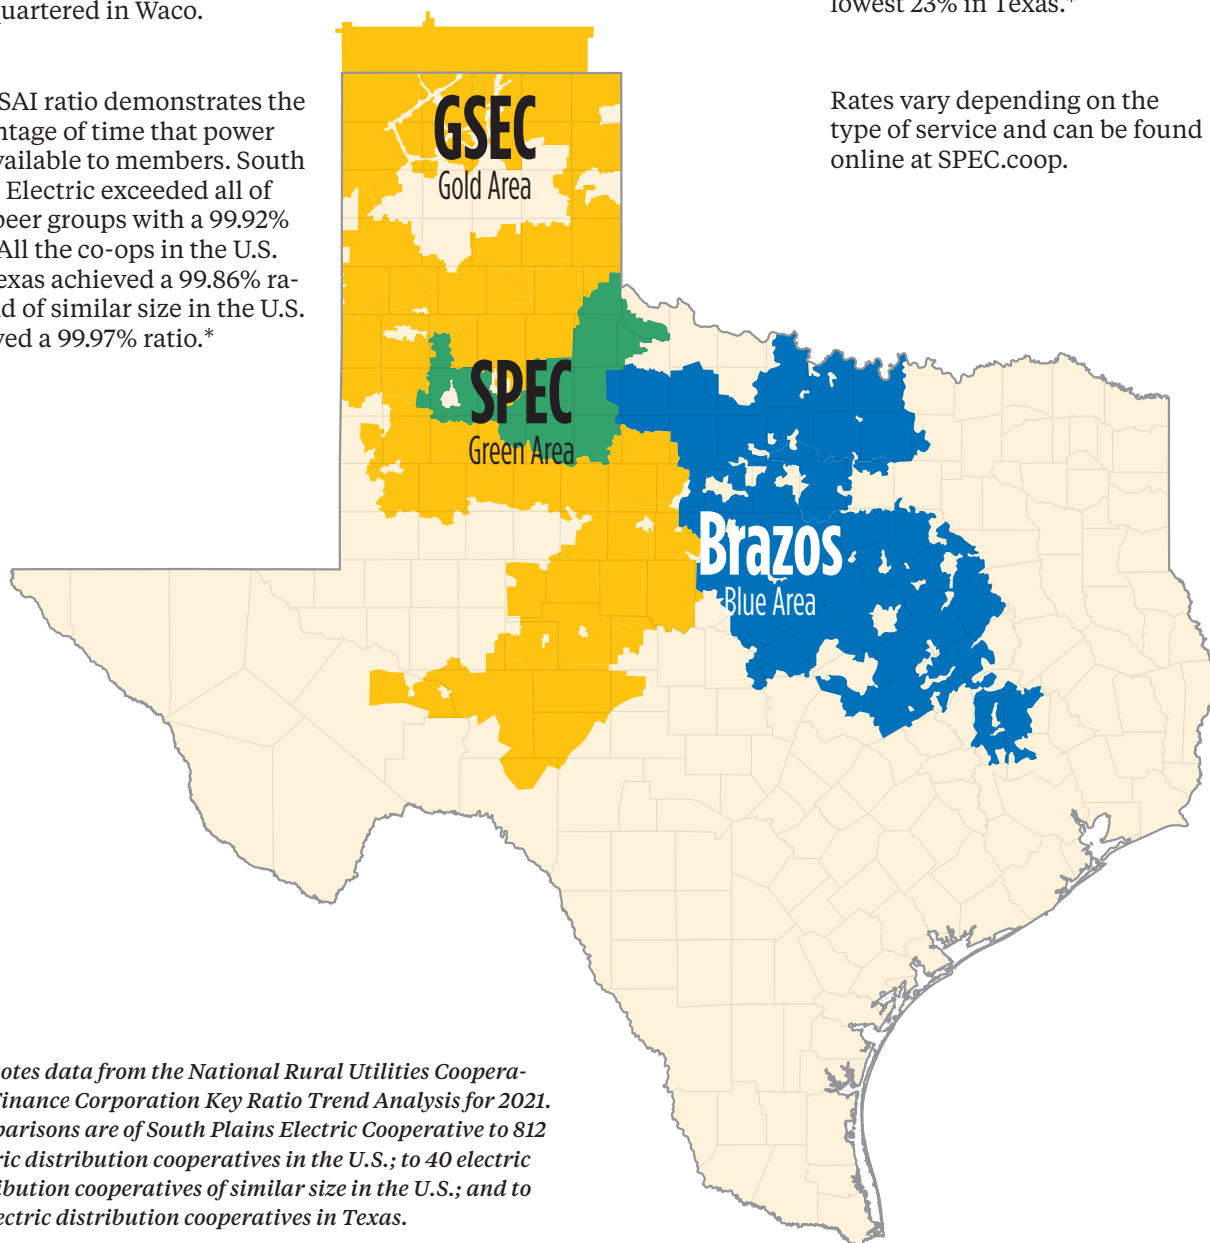 quartered in Waco.
SAI ratio demonstrates the
ntage of time that power
vailable to members. South
Electric exceeded all of
peer groups with a 99.92%
All the co-ops in the U.S.
exas achieved a 99.86% ra-
d of similar size in the U.S.
ved a 99.97% ratio.*
lowest 23% in Texas.*
Rates vary depending on the
type of service and can be found
online at SPEC.coop.
GSEC
Gold Area
SPEC
Green Area
Brazos
Blue Area
otes data from the National Rural Utilities Coopera-
Finance Corporation Key Ratio Trend Analysis for 2021.
parisons are of South Plains Electric Cooperative to 812
ric distribution cooperatives in the U.S.; to 40 electric
ibution cooperatives of similar size in the U.S.; and to
ectric distribution cooperatives in Texas.